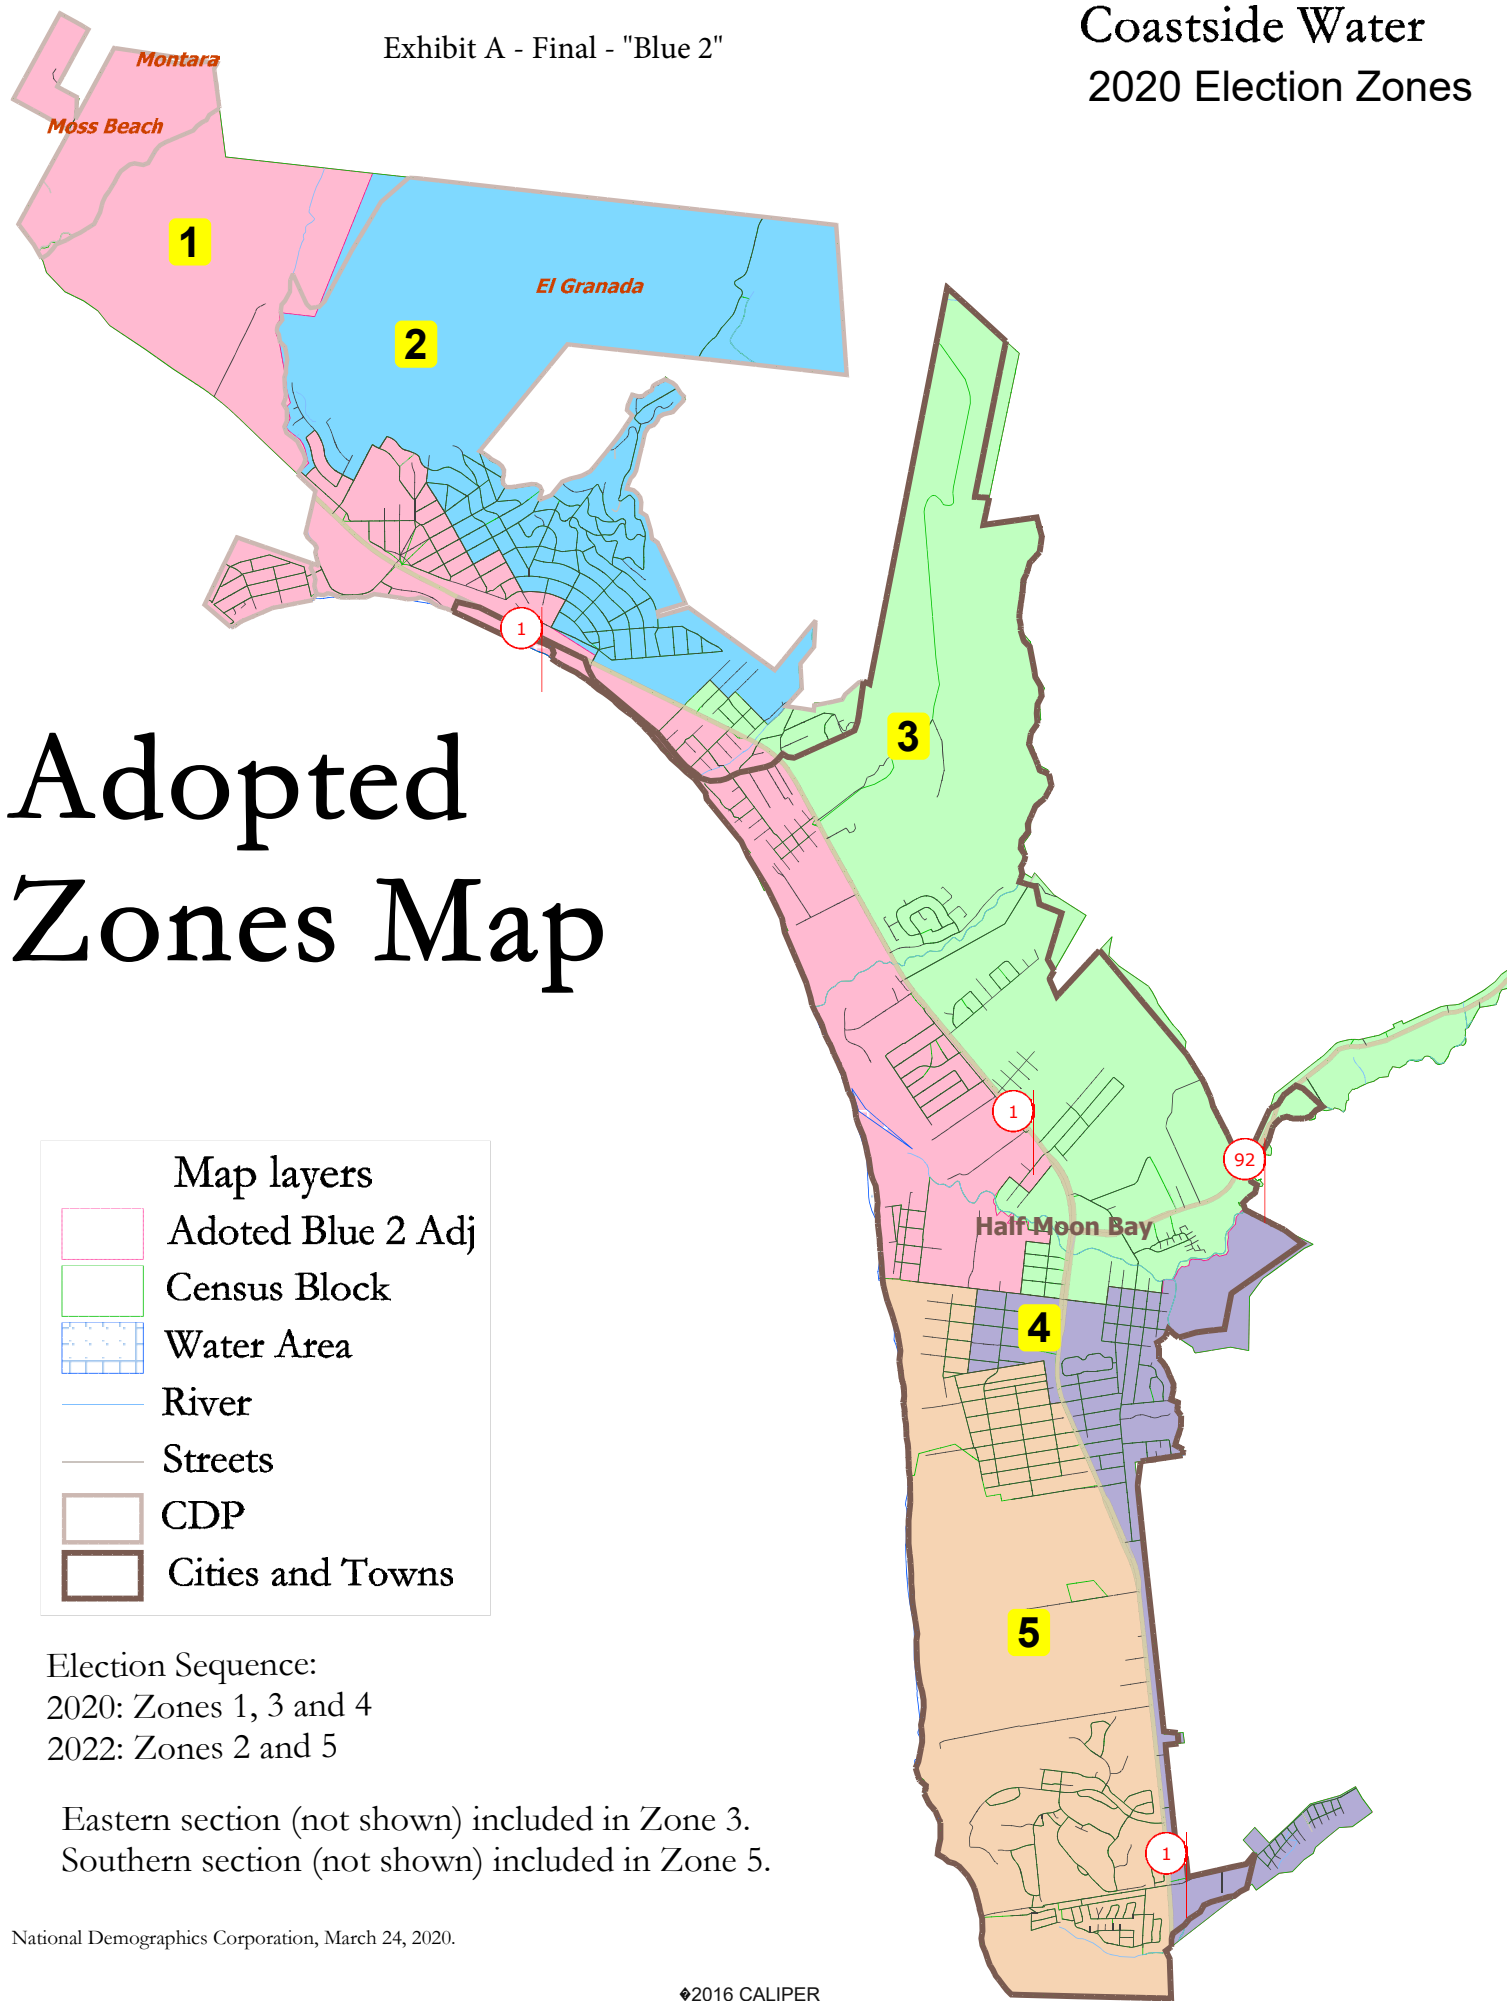 Exhibit A - Final - "Blue 2"
Coastside Water
2020 Election Zones
Montara
Moss Beach
1
2
El Granada
3
1
Adopted
Zones Map
1
92
Half Moon Bay
4
5
1
Map layers
Adoted Blue 2 Adj
Census Block
Water Area
River
Streets
CDP
Cities and Towns
Election Sequence:
2020: Zones 1, 3 and 4
2022: Zones 2 and 5
Eastern section (not shown) included in Zone 3.
Southern section (not shown) included in Zone 5.
National Demographics Corporation, March 24, 2020.
�2016 CALIPER